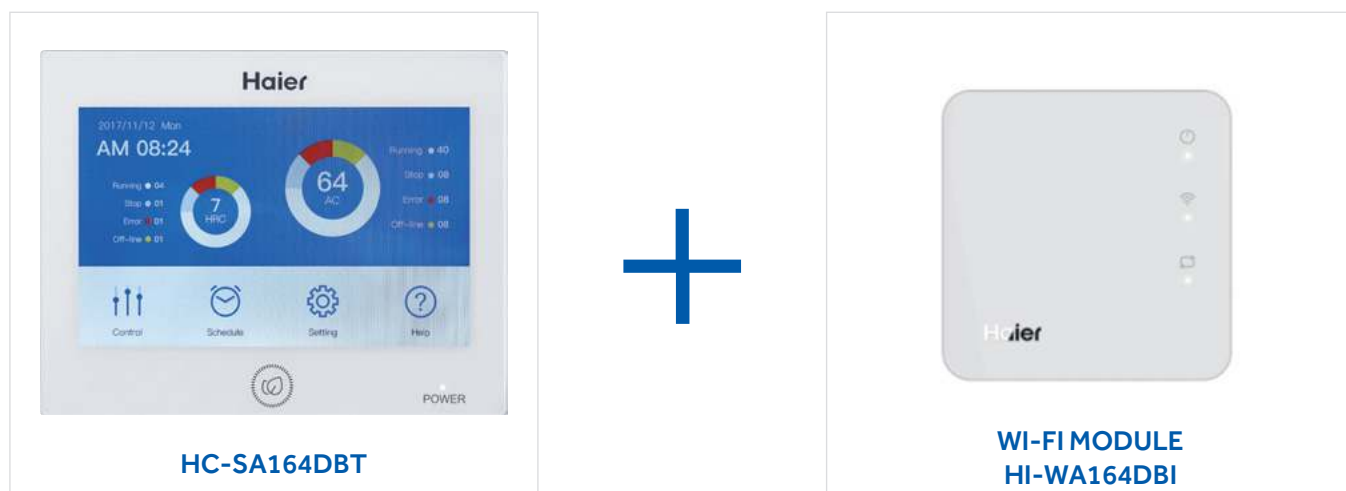 Haier
2017/11/12 Mon
AM 08:24
Running 04
Stop 01
Error 01
Off-line 01
7
HRC
64
AC
Running 40
Stop 08
Error 08
Off-line 08
Control
Schedule
Setting
Help
POWER
HC-SA164DBT
Haier
WI-FI MODULE
HI-WA164DBI